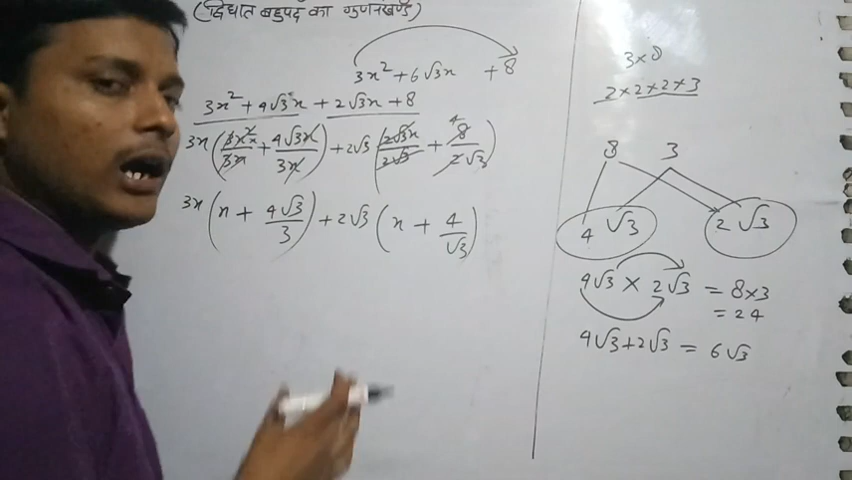 (द्विघात बहुपद का गुणनखण्ड)
3x² + 6√3x + 8
3x² + 4√3x + 2√3x + 8
3x(3x²/3x + 4√3x/3x) + 2√3(2√3x/2√3 + 8/2√3)
x
4
3x(x + 4√3/3) + 2√3(x + 4/√3)
3×8
2×2×2×3
8 3
4√3 2√3
4√3 × 2√3 = 8×3
= 24
4√3+2√3 = 6√3